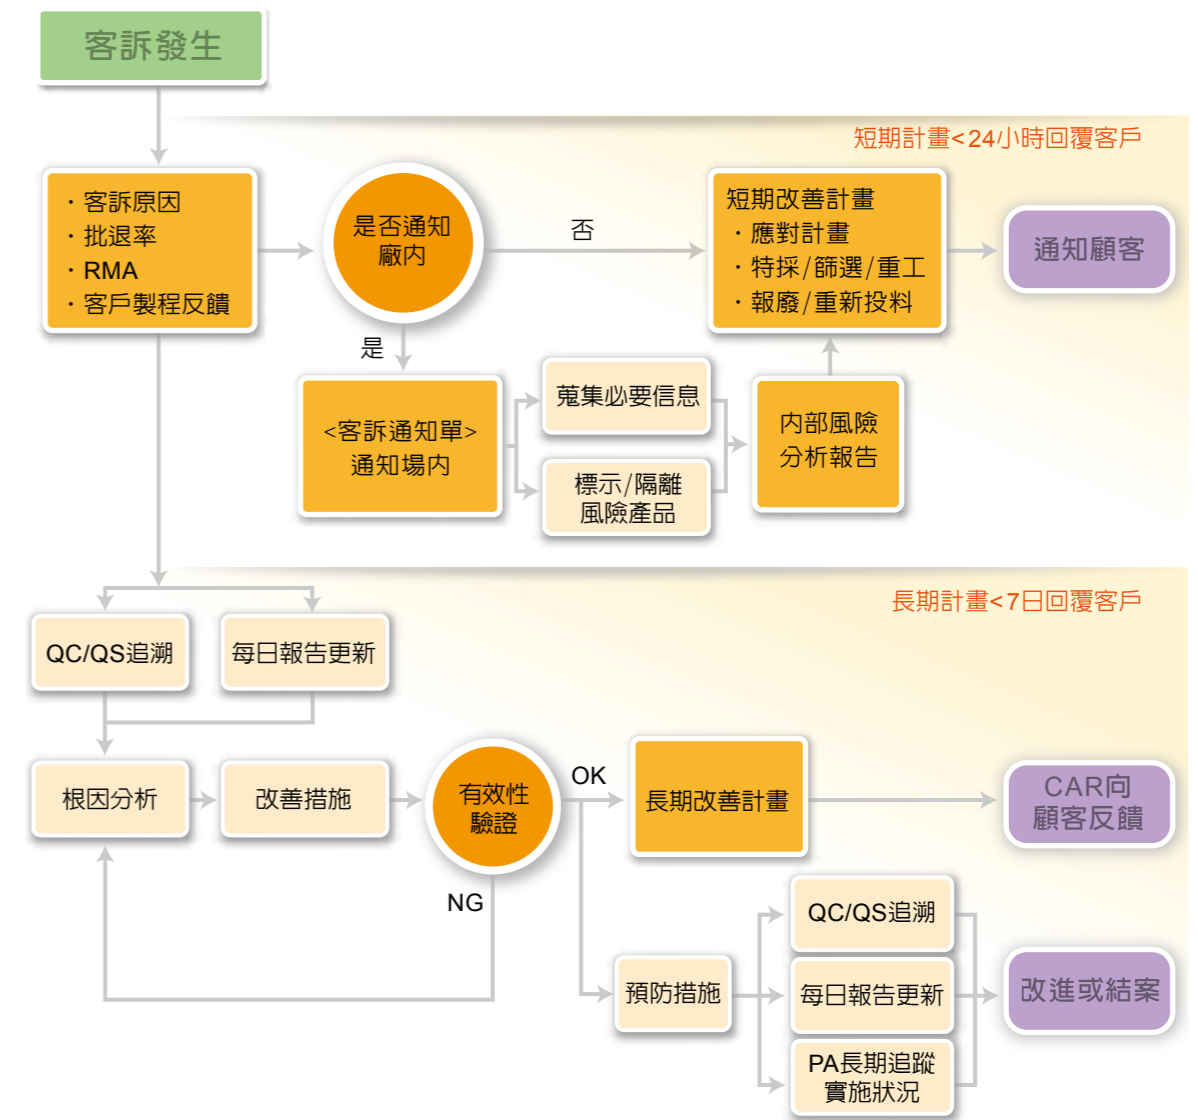 客訴發生
短期計畫<24小時回覆客戶
・客訴原因
・批退率
・RMA
・客戶製程反饋
是否通知
廠內
否
短期改善計畫
・應對計畫
・特採/篩選/重工
・報廢/重新投料
通知顧客
是
<客訴通知單>
通知場內
蒐集必要信息
標示/隔離
風險產品
內部風險
分析報告
長期計畫<7日回覆客戶
QC/QS追溯
每日報告更新
根因分析
改善措施
有效性
驗證
OK
長期改善計畫
CAR向
顧客反饋
NG
預防措施
QC/QS追溯
每日報告更新
PA長期追蹤
實施狀況
改進或結案